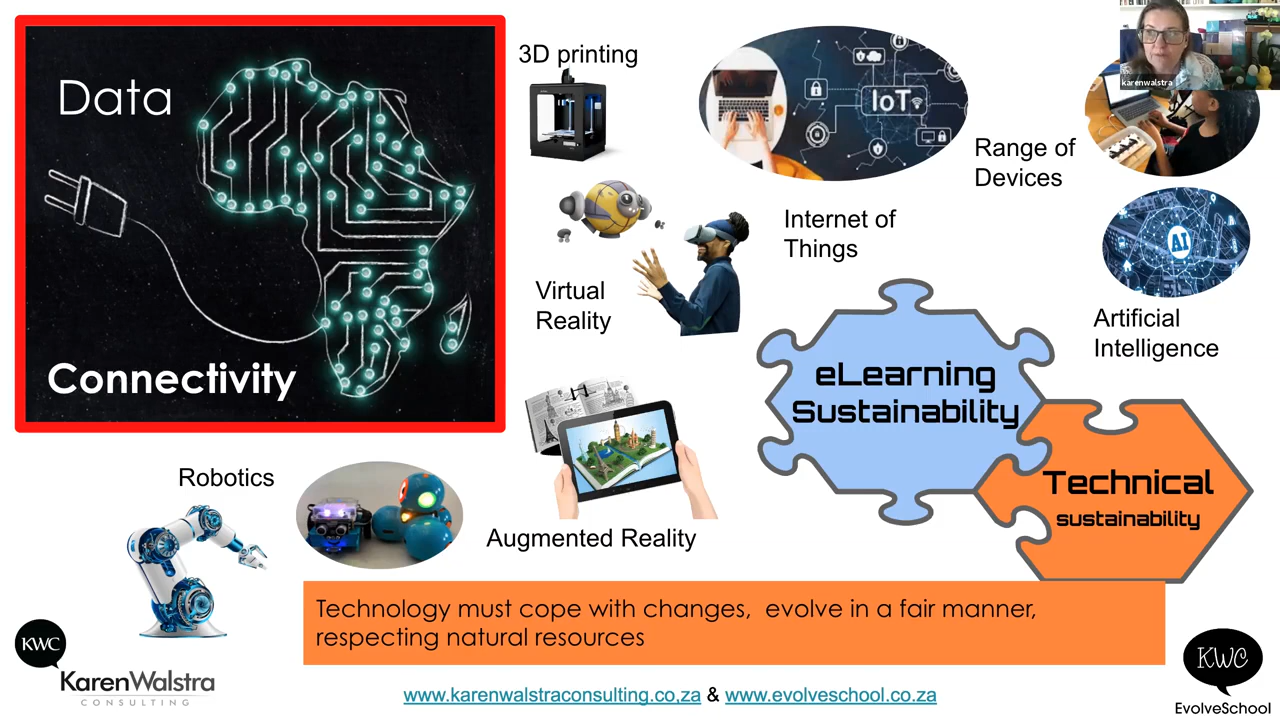 Data
Connectivity
3D printing
IoT
karenwalstra
Range of
Devices
Internet of
Things
Virtual
Reality
AI
Artificial
Intelligence
eLearning
Sustainability
Technical
sustainability
Robotics
Augmented Reality
Technology must cope with changes,  evolve in a fair manner,
respecting natural resources
KWC
KarenWalstra
CONSULTING
www.karenwalstraconsulting.co,za & www.evolveschool.co.za
KWC
EvolveSchool